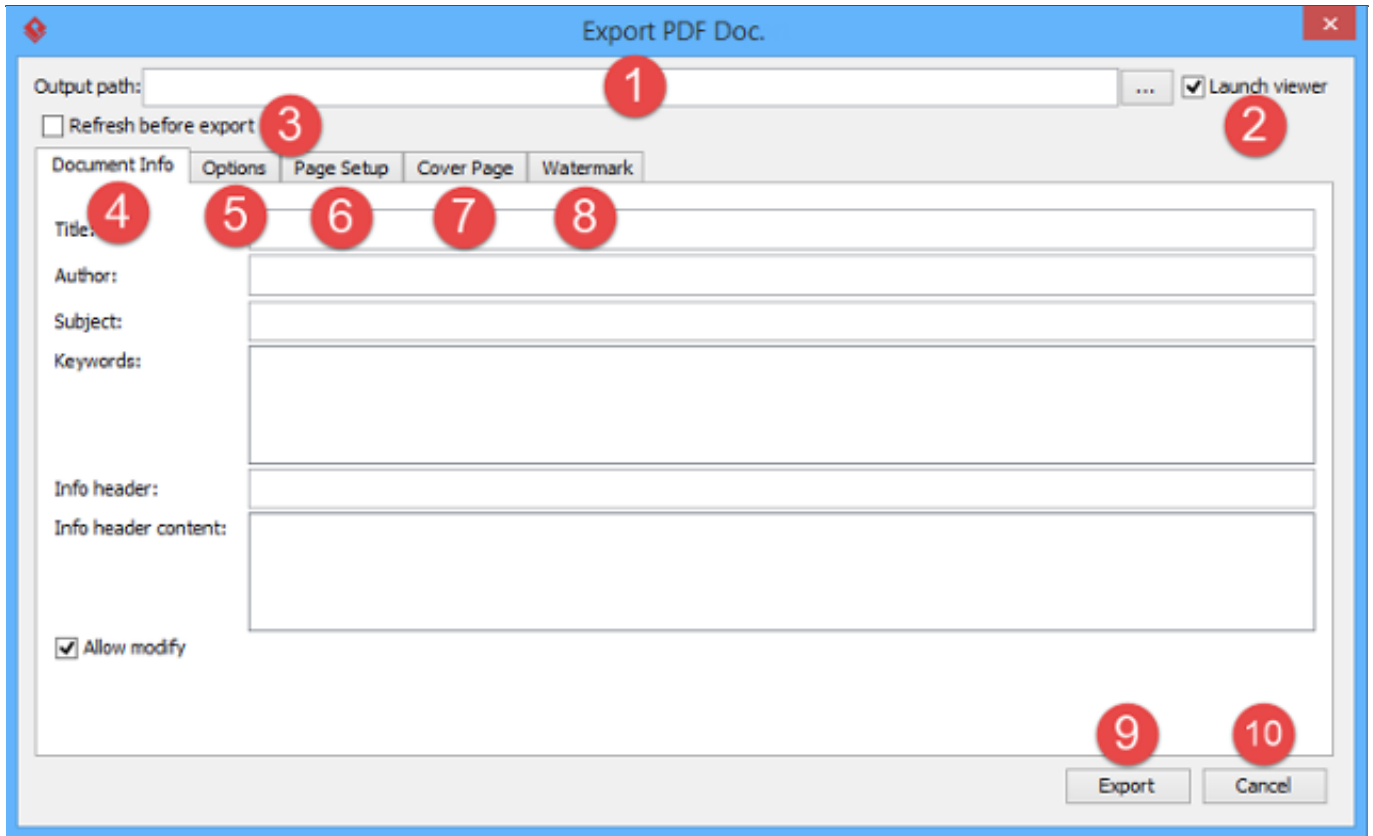 Export PDF Doc.
Output path: 1 ... Launch viewer
Refresh before export 3 2
Document Info Options Page Setup Cover Page Watermark
4 5 6 7 8
Title:
Author:
Subject:
Keywords:
Info header:
Info header content:
Allow modify
9 10
Export Cancel